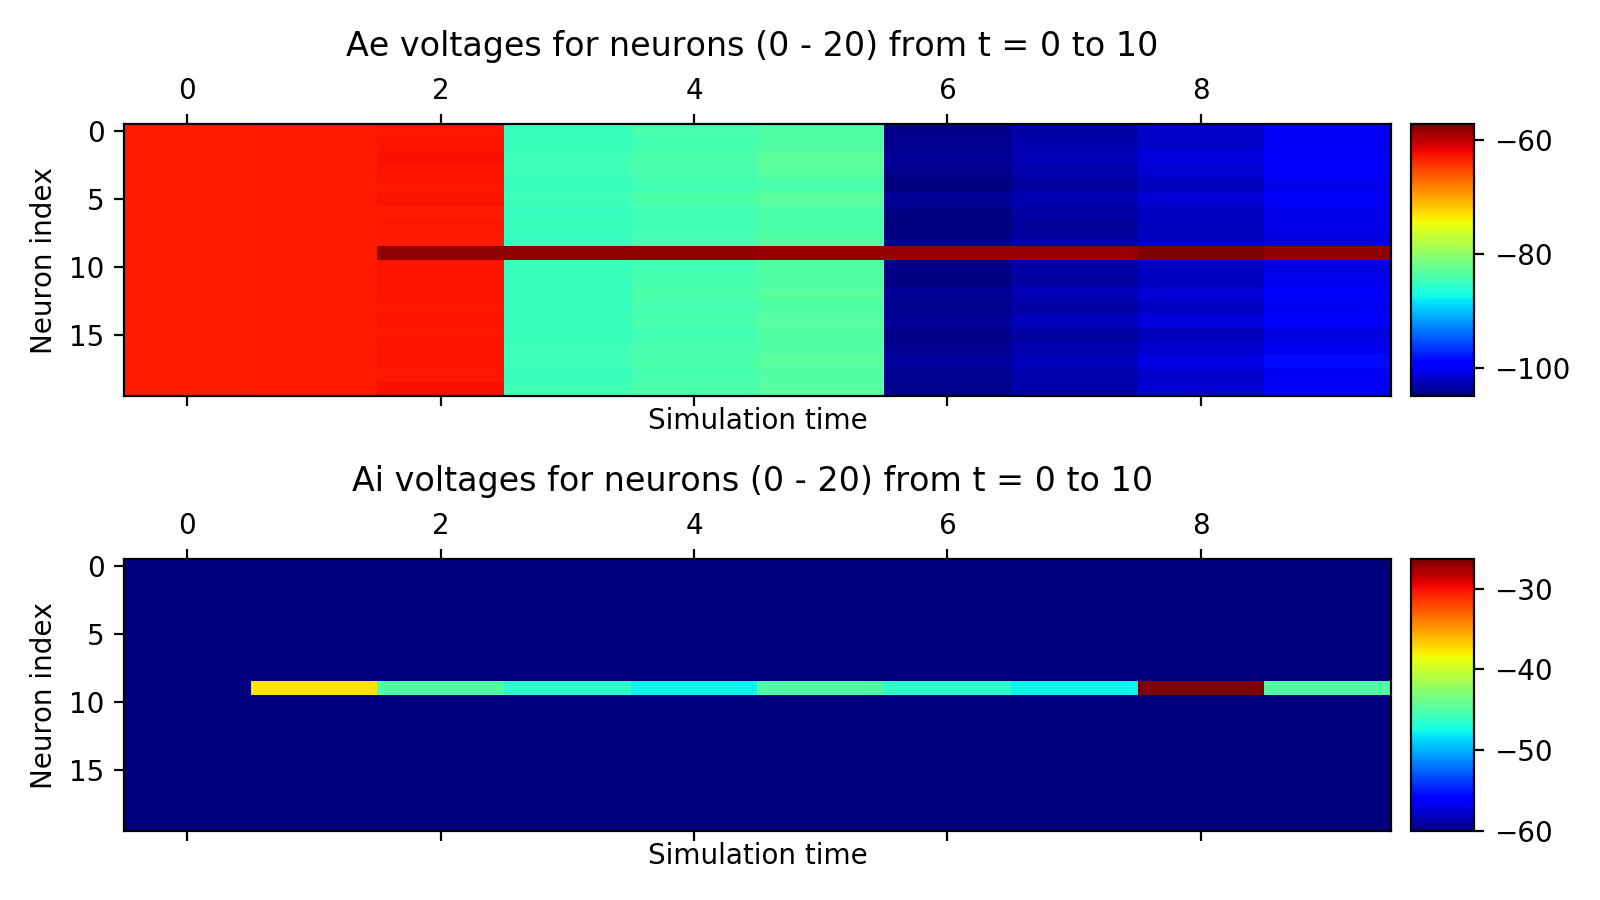 Ae voltages for neurons (0 - 20) from t = 0 to 10
0 2 4 6 8
Neuron index
0
5
10
15
−60
−80
−100
Simulation time
Ai voltages for neurons (0 - 20) from t = 0 to 10
0 2 4 6 8
Neuron index
0
5
10
15
−30
−40
−50
−60
Simulation time